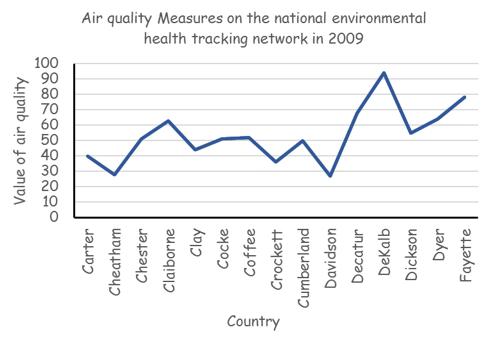 Air quality Measures on the national environmental
health tracking network in 2009
Value of air quality
100
90
80
70
60
50
40
30
20
10
0
Carter
Cheatham
Chester
Claiborne
Clay
Cocke
Coffee
Crockett
Cumberland
Davidson
Decatur
DeKalb
Dickson
Dyer
Fayette
Country